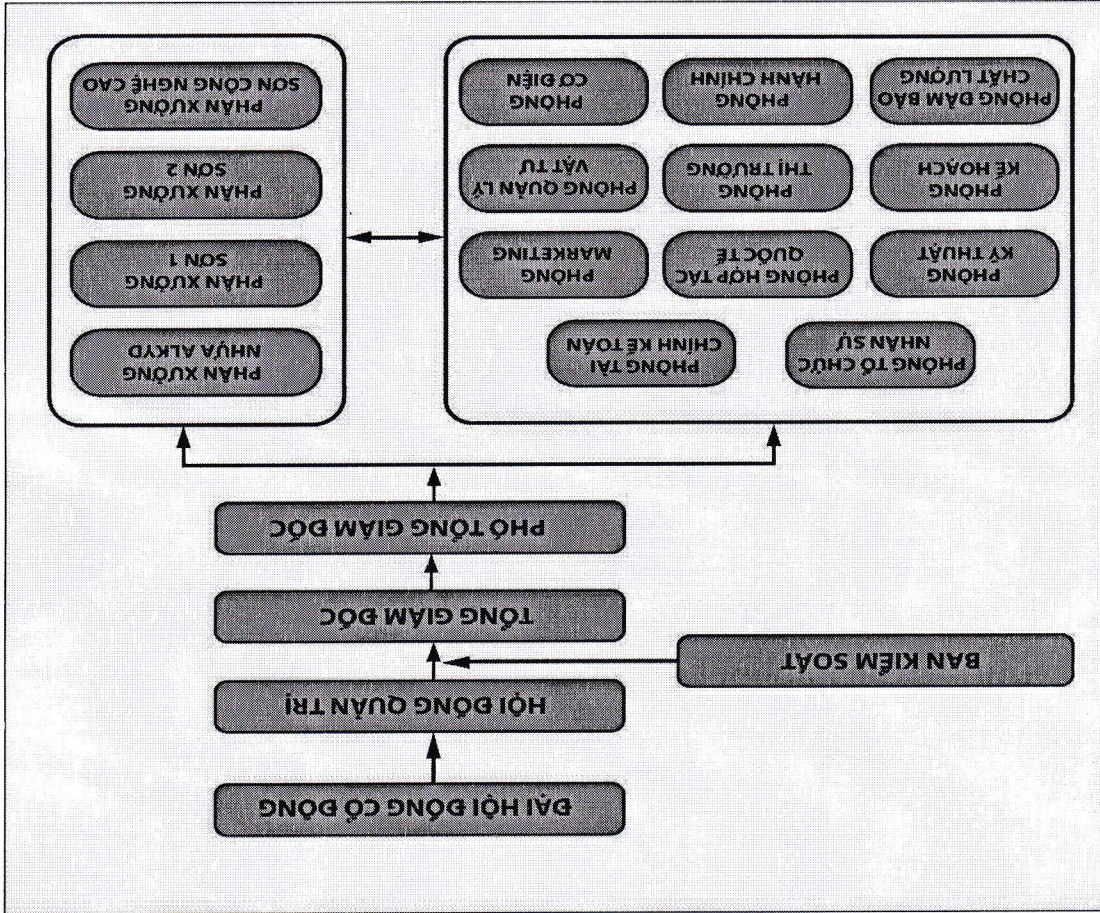 ĐẠI HỘI ĐỒNG CỔ ĐÔNG
HỘI ĐỒNG QUẢN TRỊ
BAN KIỂM SOÁT
TỔNG GIÁM ĐỐC
PHÓ TỔNG GIÁM ĐỐC
PHÒNG TỔ CHỨC
NHÂN SỰ
PHÒNG TÀI
CHÍNH KẾ TOÁN
PHÒNG
KỸ THUẬT
PHÒNG HỢP TÁC
QUỐC TẾ
PHÒNG
MARKETING
PHÒNG
KẾ HOẠCH
PHÒNG
THỊ TRƯỜNG
PHÒNG QUẢN LÝ
VẬT TƯ
PHÒNG ĐẢM BẢO
CHẤT LƯỢNG
PHÒNG
HÀNH CHÍNH
PHÒNG
CƠ ĐIỆN
PHÂN XƯỞNG
NHỰA ALKYD
PHÂN XƯỞNG
SƠN 1
PHÂN XƯỞNG
SƠN 2
PHÂN XƯỞNG
SƠN CÔNG NGHỆ CAO